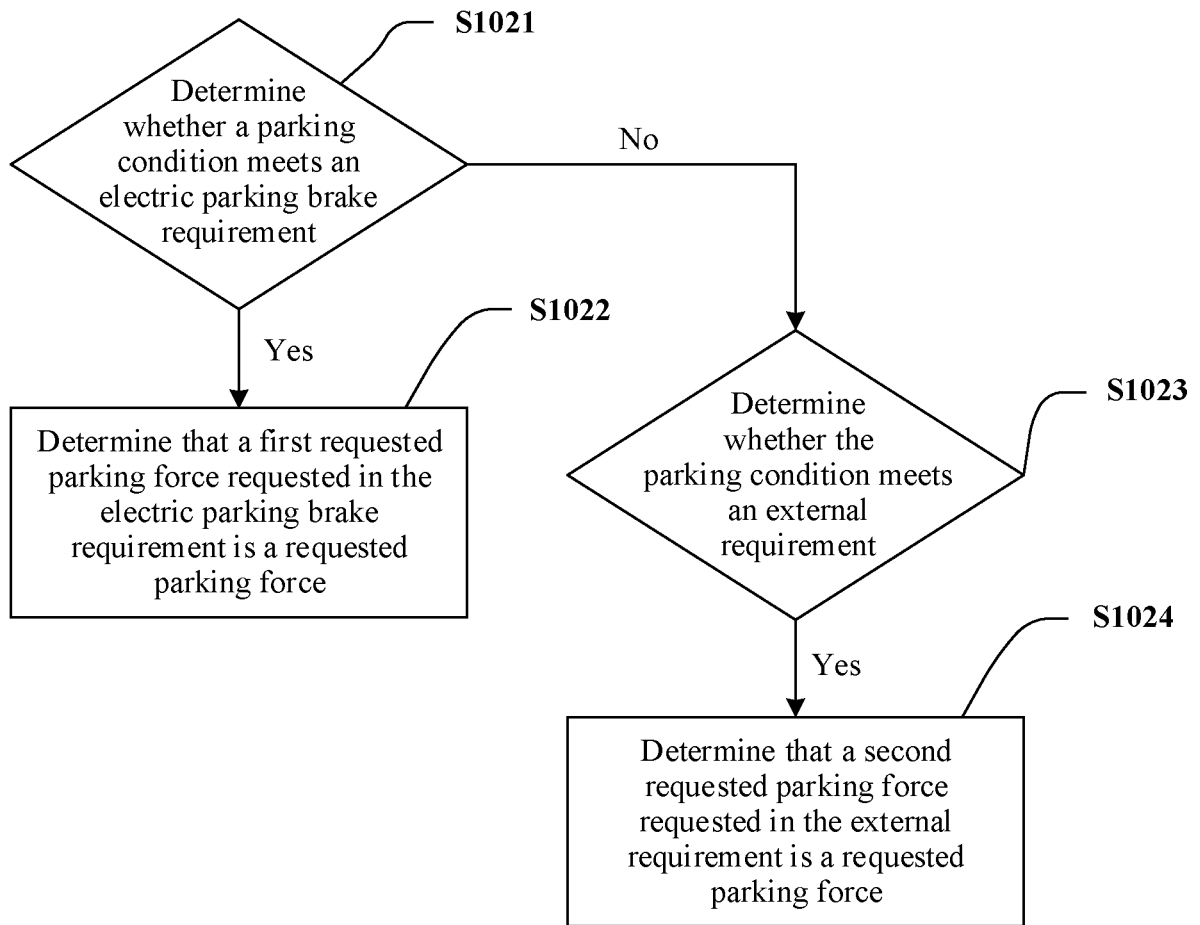 S1021
Determine
whether a parking
condition meets an
electric parking brake
requirement
No
Yes
S1022
Determine that a first requested
parking force requested in the
electric parking brake
requirement is a requested
parking force
S1023
Determine
whether the
parking condition meets
an external
requirement
Yes
S1024
Determine that a second
requested parking force
requested in the external
requirement is a requested
parking force